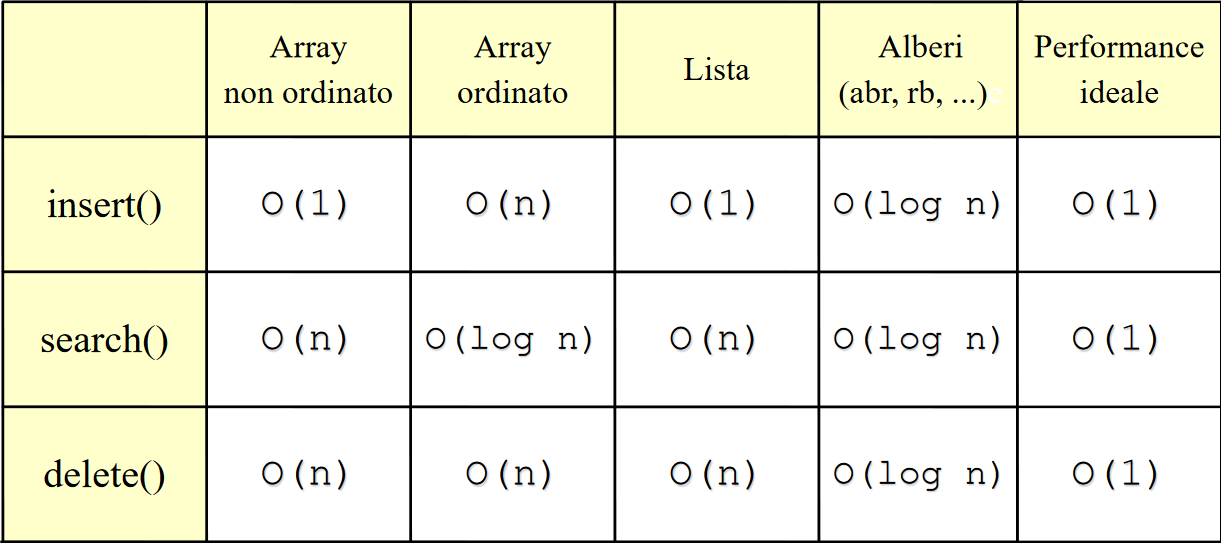 Array
non ordinato
Array
ordinato
Lista
Alberi
(abr, rb, ...)
Performance
ideale
insert()
O(1)
O(n)
O(1)
O(log n)
O(1)
search()
O(n)
O(log n)
O(n)
O(log n)
O(1)
delete()
O(n)
O(n)
O(n)
O(log n)
O(1)